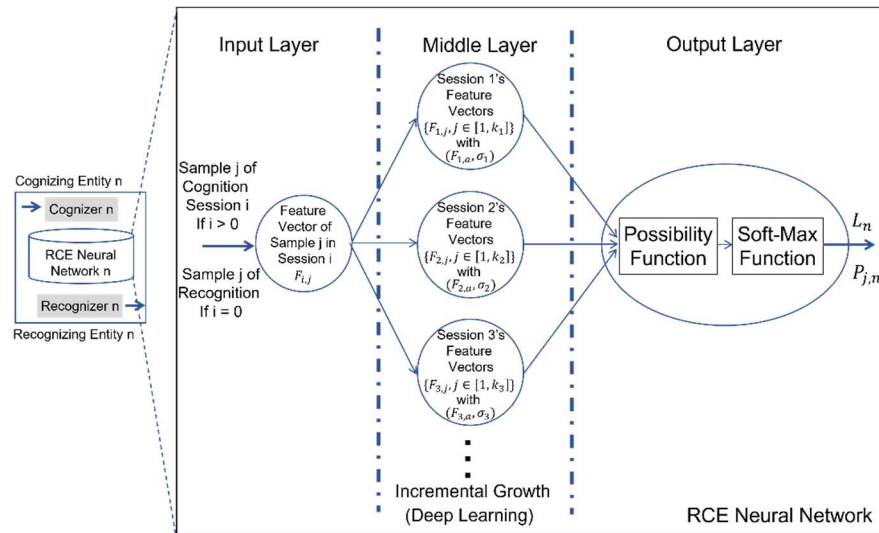 Cognizing Entity n
Cognizer n
RCE Neural
Network n
Recognizer n
Recognizing Entity n
Input Layer
Middle Layer
Output Layer
Sample j of
Cognition
Session i
If i > 0
Sample j of
Recognition
If i = 0
Feature
Vector of
Sample j in
Session i
F_{i,j}
Session 1's
Feature
Vectors
{F_{1,j}, j ∈ [1, k_1]}
with
(F_{1,a}, σ_1)
Session 2's
Feature
Vectors
{F_{2,j}, j ∈ [1, k_2]}
with
(F_{2,a}, σ_2)
Session 3's
Feature
Vectors
{F_{3,j}, j ∈ [1, k_3]}
with
(F_{3,a}, σ_3)
Incremental Growth
(Deep Learning)
Possibility
Function
Soft-Max
Function
L_n
P_{j,n}
RCE Neural Network